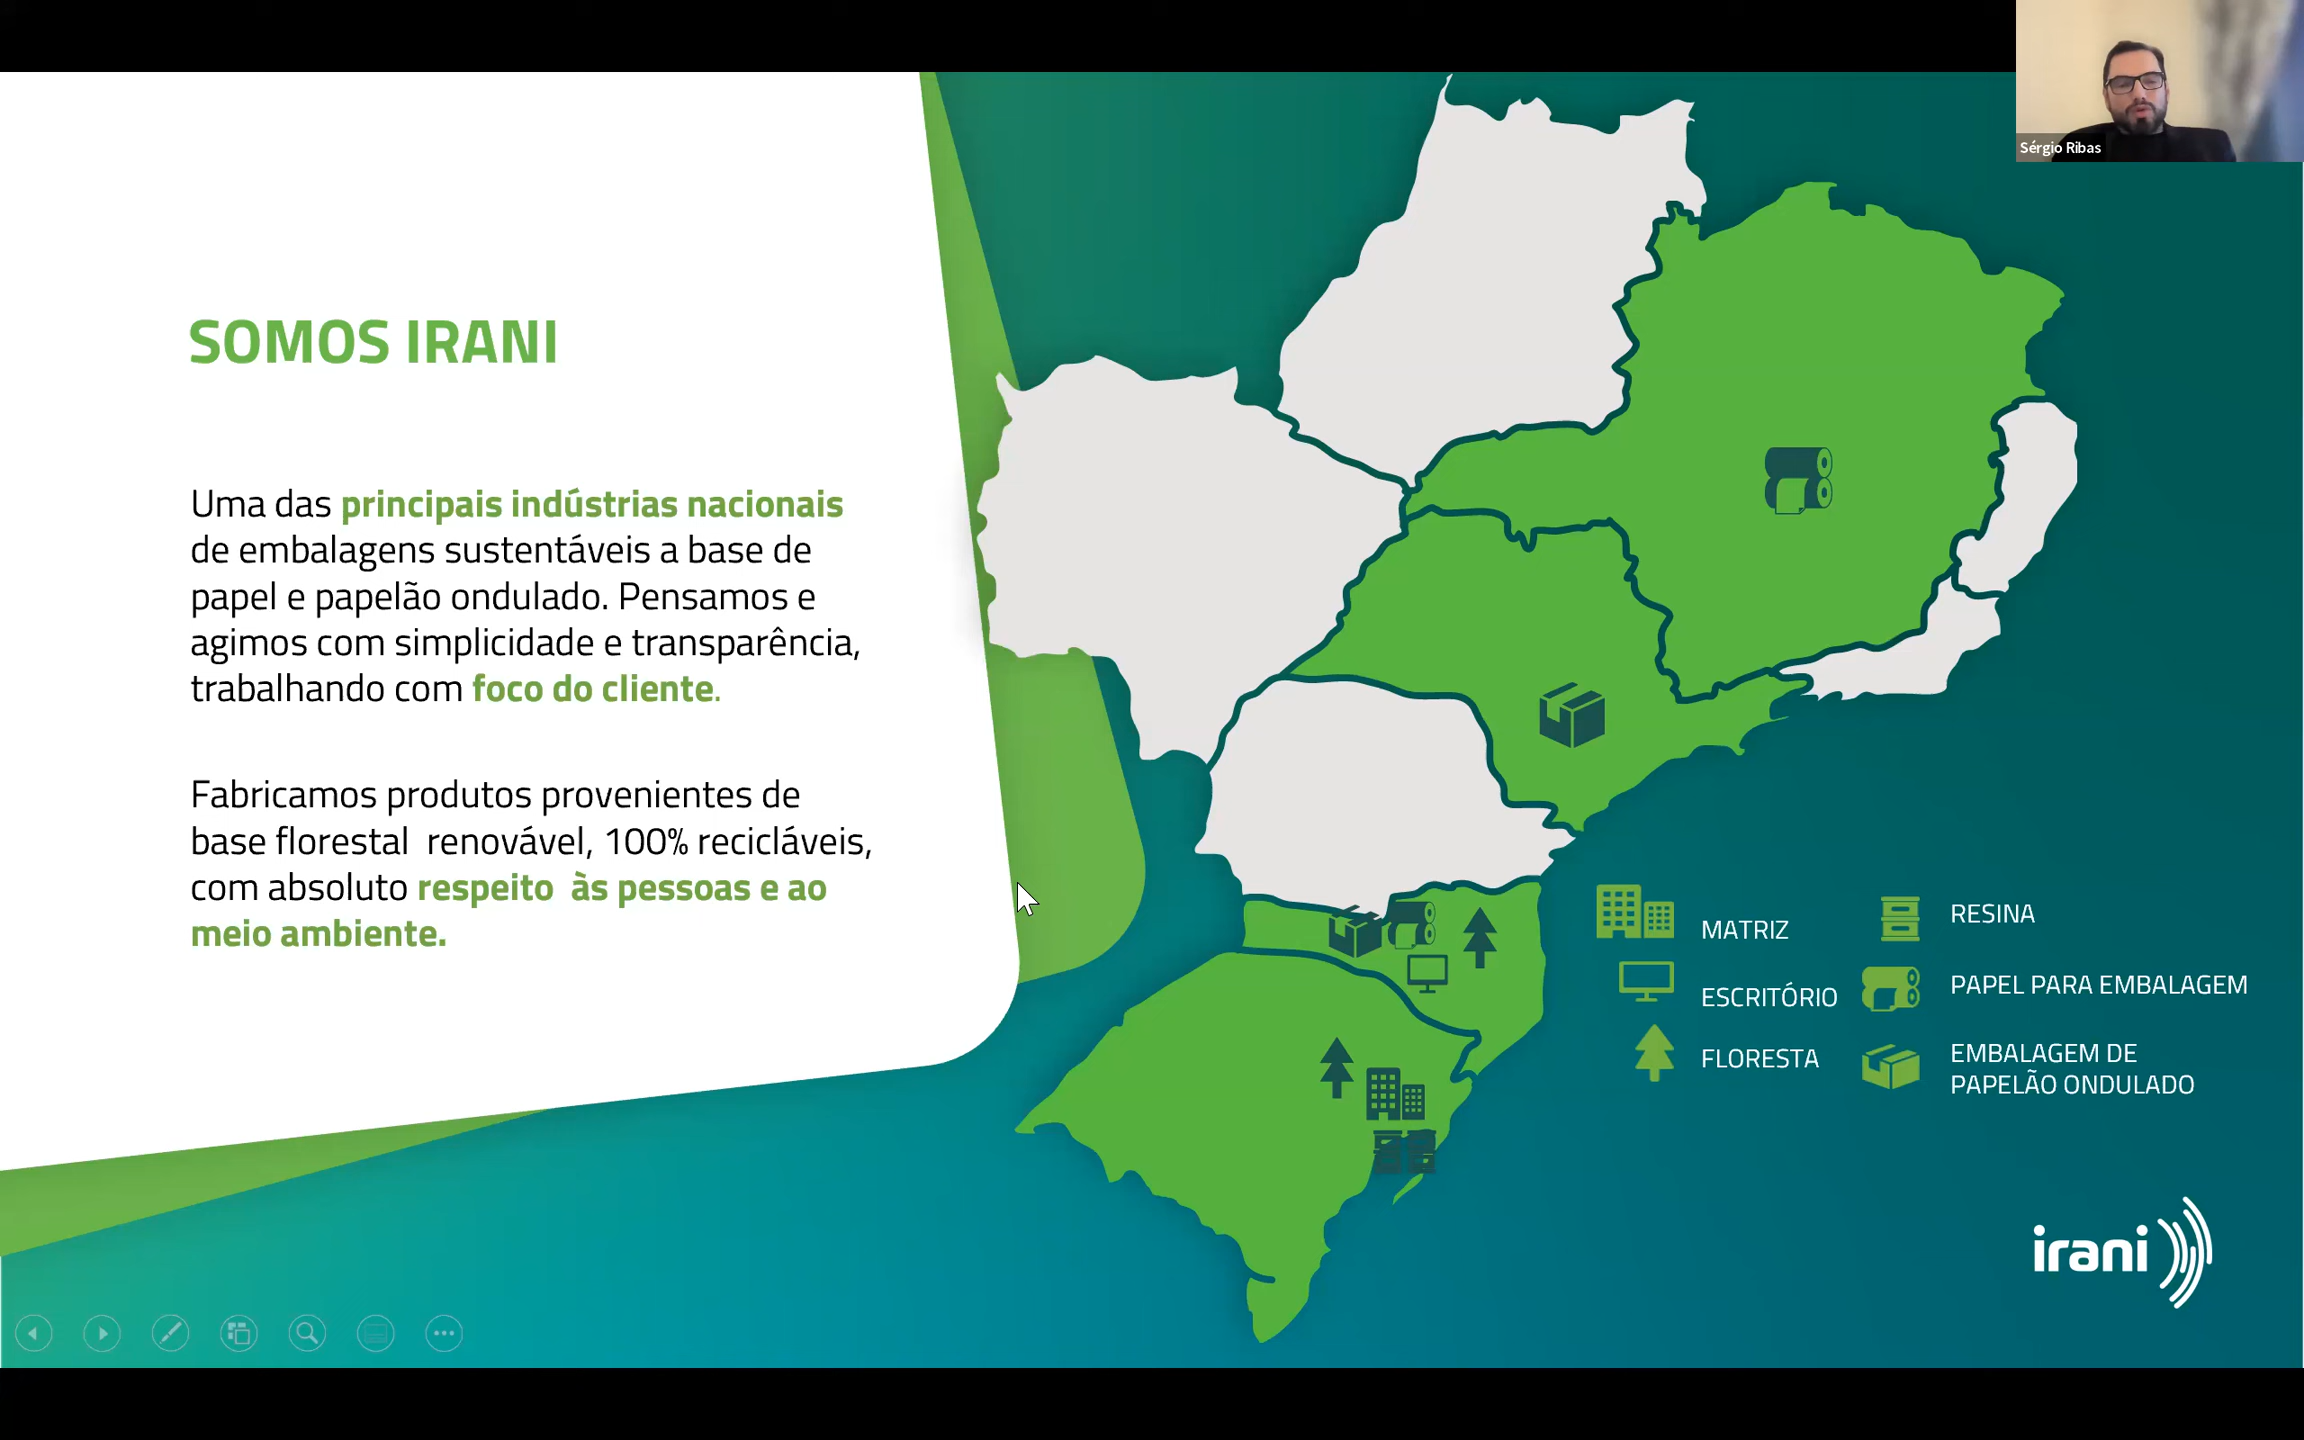 Sérgio Ribas
SOMOS IRANI
Uma das principais indústrias nacionais
de embalagens sustentáveis a base de
papel e papelão ondulado. Pensamos e
agimos com simplicidade e transparência,
trabalhando com foco do cliente.
Fabricamos produtos provenientes de
base florestal renovável, 100% recicláveis,
com absoluto respeito às pessoas e ao
meio ambiente.
MATRIZ
ESCRITÓRIO
FLORESTA
RESINA
PAPEL PARA EMBALAGEM
EMBALAGEM DE
PAPELÃO ONDULADO
irani